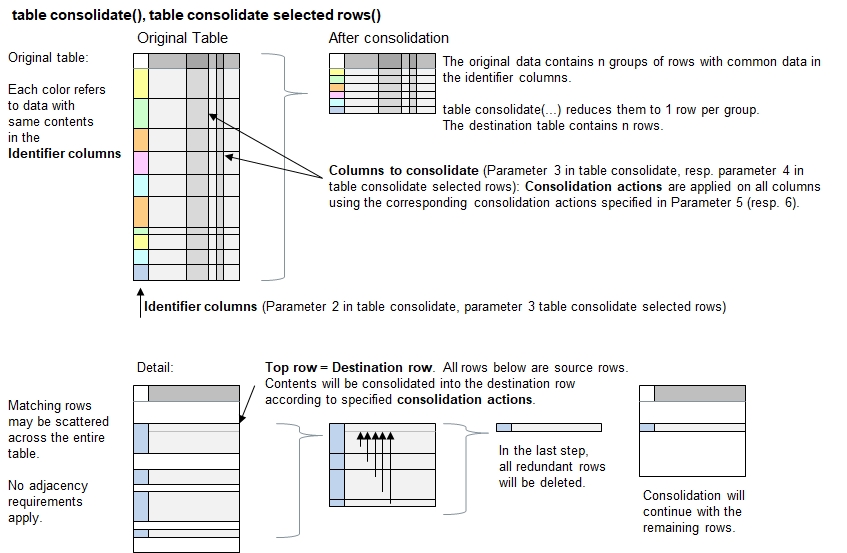 table consolidate(), table consolidate selected rows()
Original Table
After consolidation
Original table:
Each color refers
to data with
same contents
in the
Identifier columns
The original data contains n groups of rows with common data in
the identifier columns.
table consolidate(...) reduces them to 1 row per group.
The destination table contains n rows.
Columns to consolidate (Parameter 3 in table consolidate, resp. parameter 4 in
table consolidate selected rows): Consolidation actions are applied on all columns
using the corresponding consolidation actions specified in Parameter 5 (resp. 6).
Identifier columns (Parameter 2 in table consolidate, parameter 3 table consolidate selected rows)
Detail:
Top row = Destination row. All rows below are source rows.
Contents will be consolidated into the destination row
according to specified consolidation actions.
Matching rows
may be scattered
across the entire
table.
No adjacency
requirements
apply.
In the last step,
all redundant rows
will be deleted.
Consolidation will
continue with the
remaining rows.